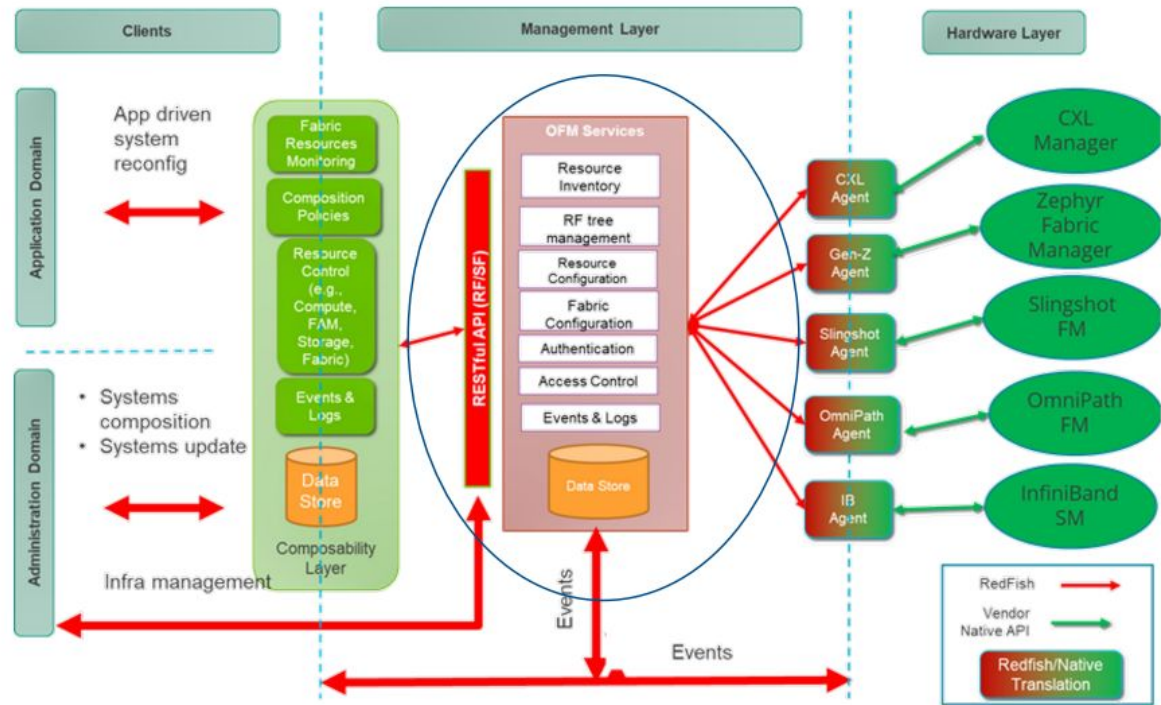 Clients
Management Layer
Hardware Layer
Application Domain
App driven
system
reconfig
Administration Domain
• Systems
composition
• Systems update
Infra management
Fabric
Resources
Monitoring
Composition
Policies
Resource
Control
(e.g.,
Compute,
FAM,
Storage,
Fabric)
Events
& Logs
Data
Store
Composability
Layer
RESTful API (RF/SF)
OFM Services
Resource
Inventory
RF tree
management
Resource
Configuration
Fabric
Configuration
Authentication
Access Control
Events & Logs
Data Store
Events
Events
CXL
Agent
Gen-Z
Agent
Slingshot
Agent
OmniPath
Agent
IB
Agent
CXL
Manager
Zephyr
Fabric
Manager
Slingshot
FM
OmniPath
FM
InfiniBand
SM
RedFish
Vendor
Native API
Redfish/Native
Translation